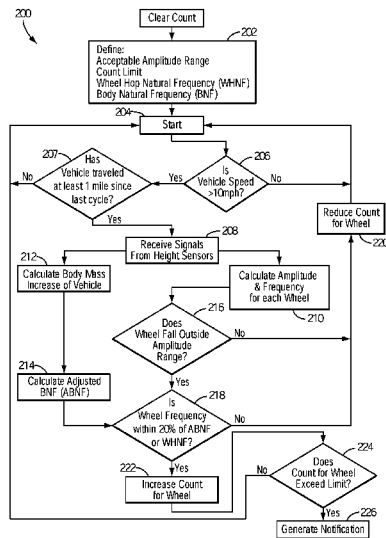 200
Clear Count
202
Define:
Acceptable Amplitude Range
Count Limit
Wheel Hop Natural Frequency (WHNF)
Body Natural Frequency (BNF)
204
Start
207
Has
Vehicle traveled
at least 1 mile since
last cycle?
No
Yes
206
Is
Vehicle Speed
>10mph?
No
Yes
208
Receive Signals
From Height Sensors
Reduce Count
for Wheel
220
212
Calculate Body Mass
Increase of Vehicle
Calculate Amplitude
& Frequency
for each Wheel
210
216
Does
Wheel Fall Outside
Amplitude
Range?
No
Yes
214
Calculate Adjusted
BNF (ABNF)
218
Is
Wheel Frequency
within 20% of ABNF
or WHNF?
No
Yes
222
Increase Count
for Wheel
224
Does
Count for Wheel
Exceed Limit?
No
Yes
226
Generate Notification